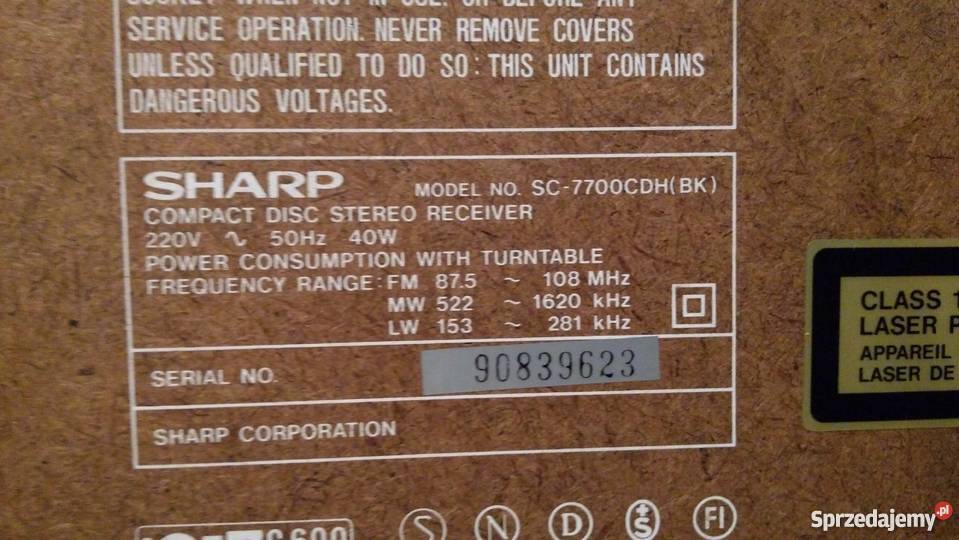 SERVICE OPERATION. NEVER REMOVE COVERS
UNLESS QUALIFIED TO DO SO: THIS UNIT CONTAINS
DANGEROUS VOLTAGES.
SHARP MODEL NO. SC-7700CDH(BK)
COMPACT DISC STEREO RECEIVER
220V ∿ 50Hz 40W
POWER CONSUMPTION WITH TURNTABLE
FREQUENCY RANGE: FM 87.5 ~ 108 MHz
MW 522 ~ 1620 kHz
LW 153 ~ 281 kHz
SERIAL NO. 90839623
SHARP CORPORATION
CLASS 1
LASER P
APPAREIL
LASER DE
S N D +S FI
Sprzedajemy.pl